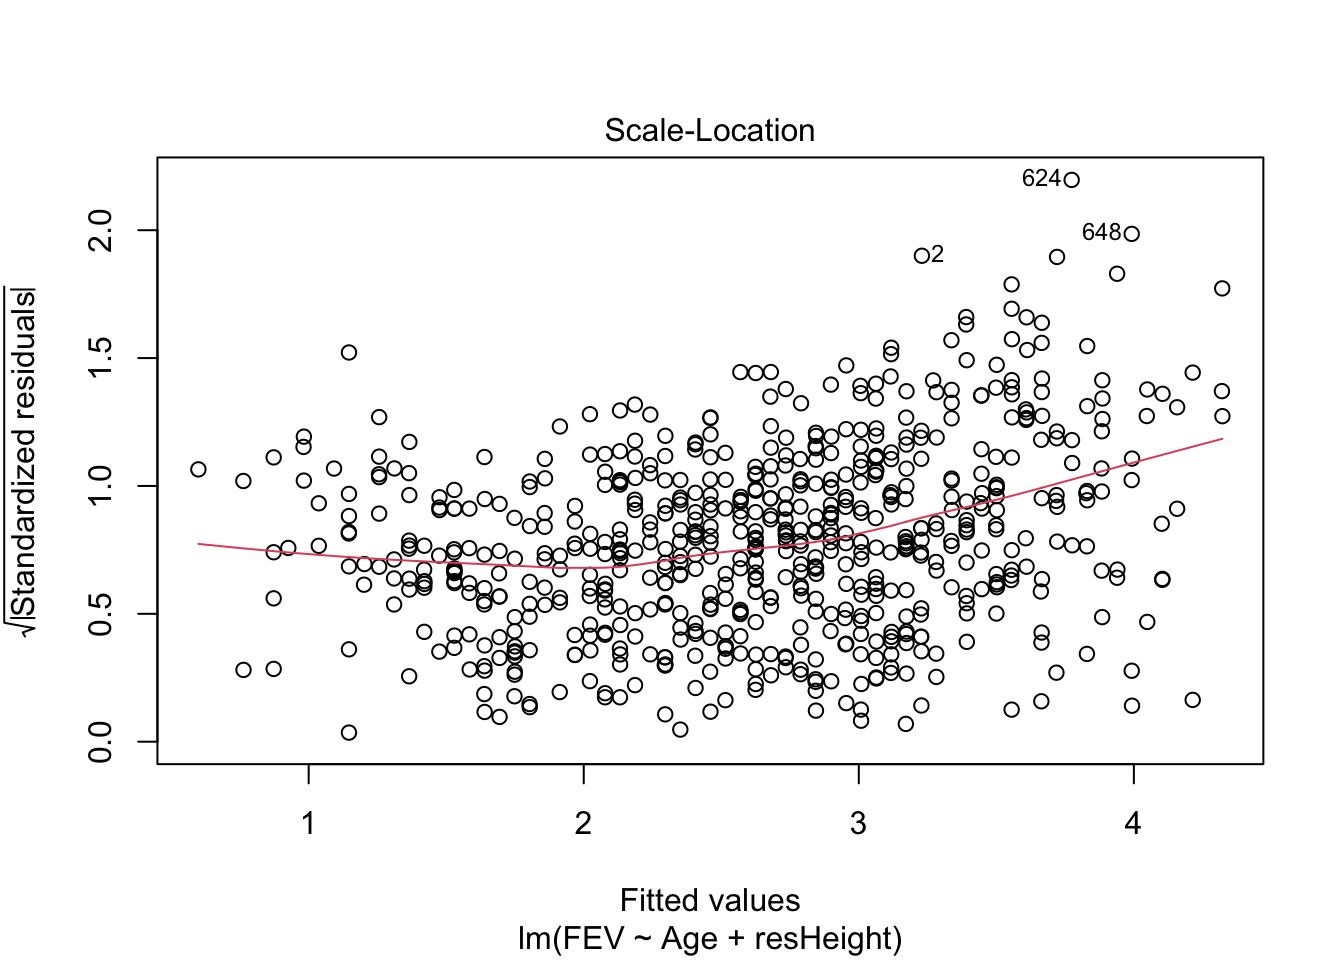 Scale-Location
√|Standardized residuals|
2.0
1.5
1.0
0.5
0.0
624
648
2
1 2 3 4
Fitted values
lm(FEV ~ Age + resHeight)